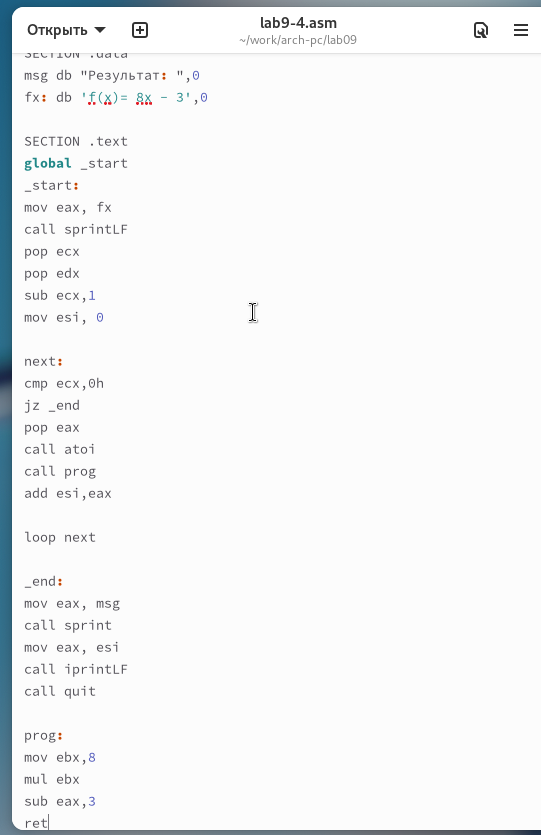 Открыть
lab9-4.asm
~/work/arch-pc/lab09
SECTION .data
msg db "Результат: ",0
fx: db 'f(x)= 8x - 3',0
SECTION .text
global _start
_start:
mov eax, fx
call sprintLF
pop ecx
pop edx
sub ecx,1
mov esi, 0
next:
cmp ecx,0h
jz _end
pop eax
call atoi
call prog
add esi,eax
loop next
_end:
mov eax, msg
call sprint
mov eax, esi
call iprintLF
call quit
prog:
mov ebx,8
mul ebx
sub eax,3
ret